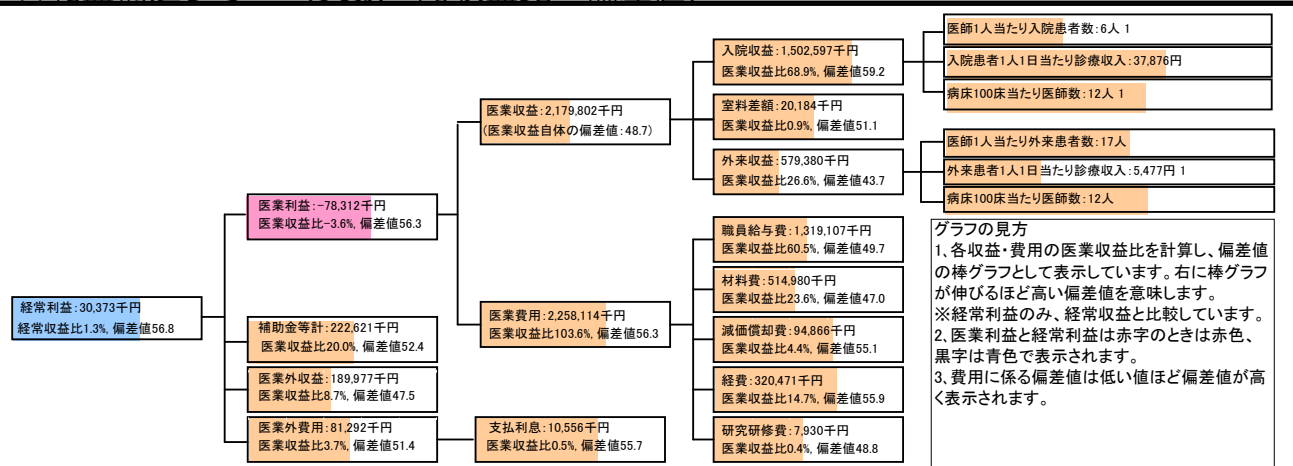 経常利益:30,373千円
経常収益比1.3%, 偏差値56.8
医業利益:-78,312千円
医業収益比-3.6%, 偏差値56.3
補助金等計:222,621千円
医業収益比20.0%, 偏差値52.4
医業外収益:189,977千円
医業収益比8.7%, 偏差値47.5
医業外費用:81,292千円
医業収益比3.7%, 偏差値51.4
医業収益:2,179,802千円
(医業収益自体の偏差値:48.7)
医業費用:2,258,114千円
医業収益比103.6%, 偏差値56.3
支払利息:10,556千円
医業収益比0.5%, 偏差値55.7
入院収益:1,502,597千円
医業収益比68.9%, 偏差値59.2
室料差額:20,184千円
医業収益比0.9%, 偏差値51.1
外来収益:579,380千円
医業収益比26.6%, 偏差値43.7
職員給与費:1,319,107千円
医業収益比60.5%, 偏差値49.7
材料費:514,980千円
医業収益比23.6%, 偏差値47.0
減価償却費:94,866千円
医業収益比4.4%, 偏差値55.1
経費:320,471千円
医業収益比14.7%, 偏差値55.9
研究研修費:7,930千円
医業収益比0.4%, 偏差値48.8
医師1人当たり入院患者数:6人 1
入院患者1人1日当たり診療収入:37,876円
病床100床当たり医師数:12人 1
医師1人当たり外来患者数:17人
外来患者1人1日当たり診療収入:5,477円 1
病床100床当たり医師数:12人
グラフの見方
1、各収益・費用の医業収益比を計算し、偏差値
の棒グラフとして表示しています。右に棒グラフ
が伸びるほど高い偏差値を意味します。
※経常利益のみ、経常収益と比較しています。
2、医業利益と経常利益は赤字のときは赤色、
黒字は青色で表示されます。
3、費用に係る偏差値は低い値ほど偏差値が高
く表示されます。